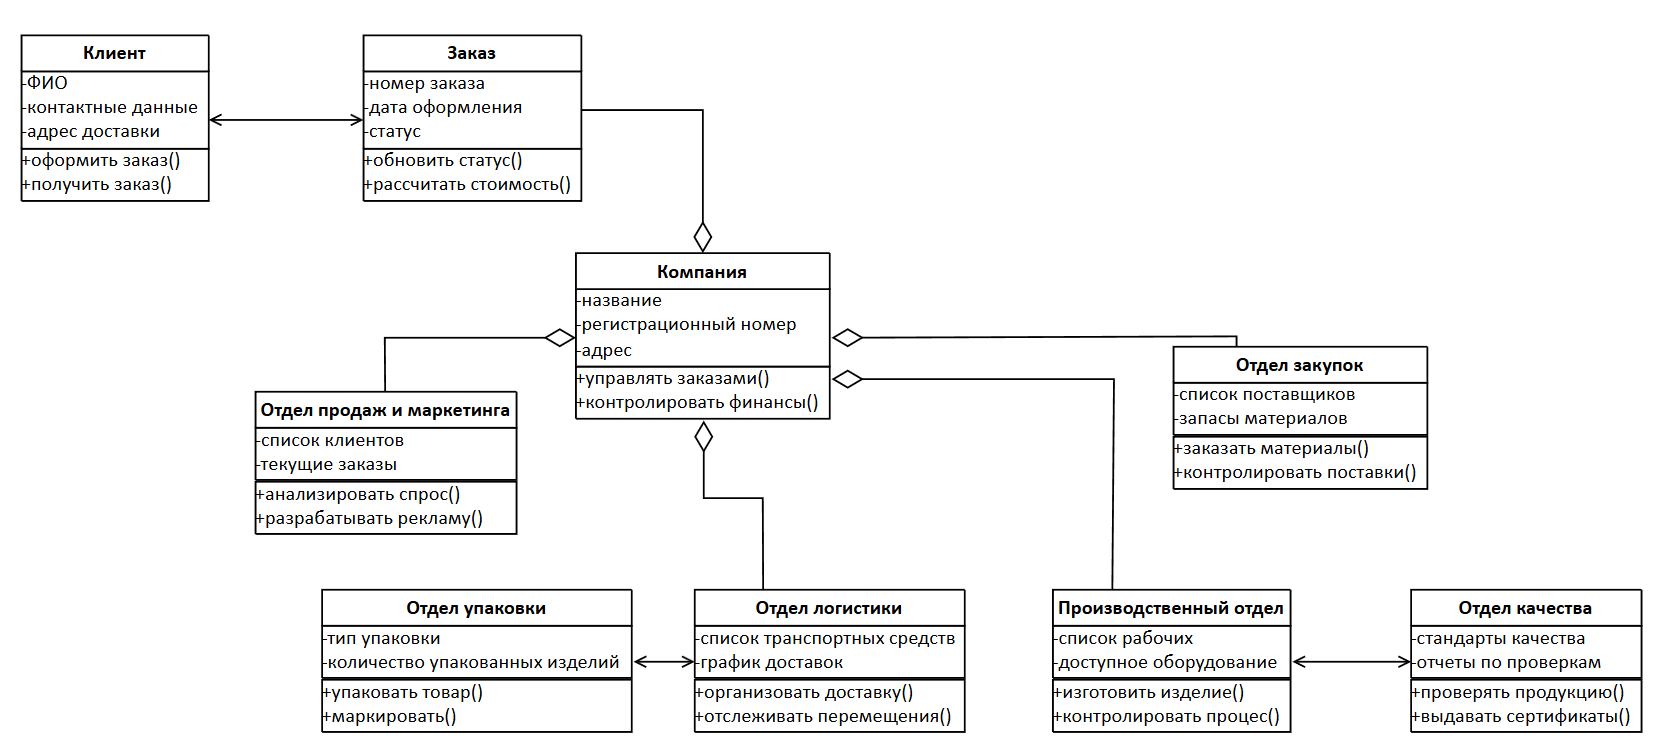 Клиент
-ФИО
-контактные данные
-адрес доставки
+оформить заказ()
+получить заказ()
Заказ
-номер заказа
-дата оформления
-статус
+обновить статус()
+рассчитать стоимость()
Компания
-название
-регистрационный номер
-адрес
+управлять заказами()
+контролировать финансы()
Отдел закупок
-список поставщиков
-запасы материалов
+заказать материалы()
+контролировать поставки()
Отдел продаж и маркетинга
-список клиентов
-текущие заказы
+анализировать спрос()
+разрабатывать рекламу()
Отдел упаковки
-тип упаковки
-количество упакованных изделий
+упаковать товар()
+маркировать()
Отдел логистики
-список транспортных средств
-график доставок
+организовать доставку()
+отслеживать перемещения()
Производственный отдел
-список рабочих
-доступное оборудование
+изготовить изделие()
+контролировать процес()
Отдел качества
-стандарты качества
-отчеты по проверкам
+проверять продукцию()
+выдавать сертификаты()